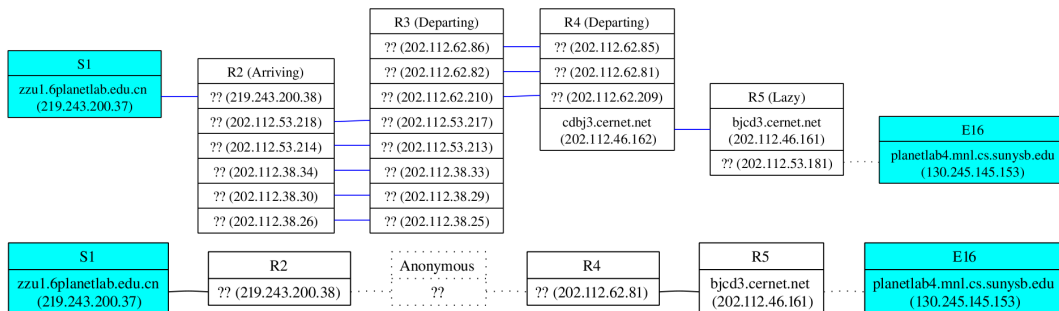 S1
zzu1.6planetlab.edu.cn
(219.243.200.37)
R2 (Arriving)
?? (219.243.200.38)
?? (202.112.53.218)
?? (202.112.53.214)
?? (202.112.38.34)
?? (202.112.38.30)
?? (202.112.38.26)
R3 (Departing)
?? (202.112.62.86)
?? (202.112.62.82)
?? (202.112.62.210)
?? (202.112.53.217)
?? (202.112.53.213)
?? (202.112.38.33)
?? (202.112.38.29)
?? (202.112.38.25)
R4 (Departing)
?? (202.112.62.85)
?? (202.112.62.81)
?? (202.112.62.209)
cdbj3.cernet.net
(202.112.46.162)
R5 (Lazy)
bjcd3.cernet.net
(202.112.46.161)
?? (202.112.53.181)
E16
planetlab4.mnl.cs.sunysb.edu
(130.245.145.153)
S1
zzu1.6planetlab.edu.cn
(219.243.200.37)
R2
?? (219.243.200.38)
Anonymous
??
R4
?? (202.112.62.81)
R5
bjcd3.cernet.net
(202.112.46.161)
E16
planetlab4.mnl.cs.sunysb.edu
(130.245.145.153)